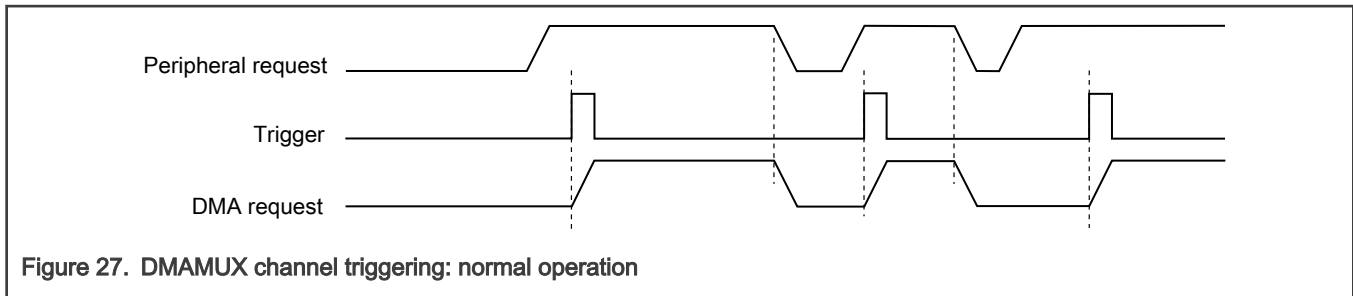 Peripheral request
Trigger
DMA request
Figure 27. DMAMUX channel triggering: normal operation